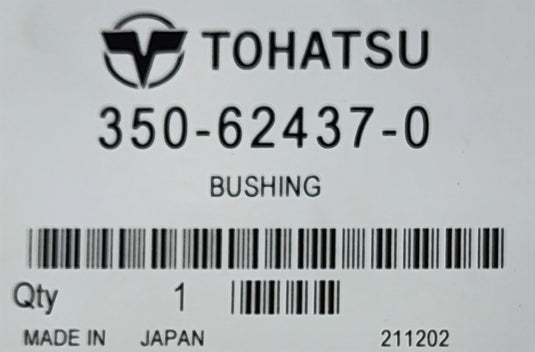 TOHATSU
350-62437-0
BUSHING
Qty 1
MADE IN JAPAN 211202